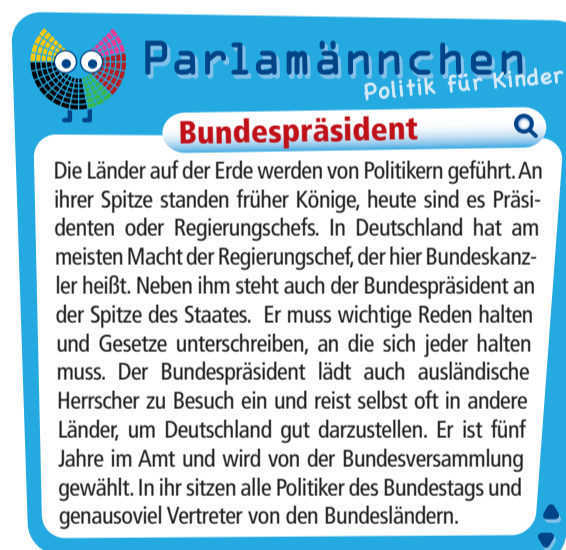 Parlamännchen
Politik für Kinder
Bundespräsident
Die Länder auf der Erde werden von Politikern geführt. An
ihrer Spitze standen früher Könige, heute sind es Präsi-
denten oder Regierungschefs. In Deutschland hat am
meisten Macht der Regierungschef, der hier Bundeskanz-
ler heißt. Neben ihm steht auch der Bundespräsident an
der Spitze des Staates. Er muss wichtige Reden halten
und Gesetze unterschreiben, an die sich jeder halten
muss. Der Bundespräsident lädt auch ausländische
Herrscher zu Besuch ein und reist selbst oft in andere
Länder, um Deutschland gut darzustellen. Er ist fünf
Jahre im Amt und wird von der Bundesversammlung
gewählt. In ihr sitzen alle Politiker des Bundestags und
genausoviel Vertreter von den Bundesländern.